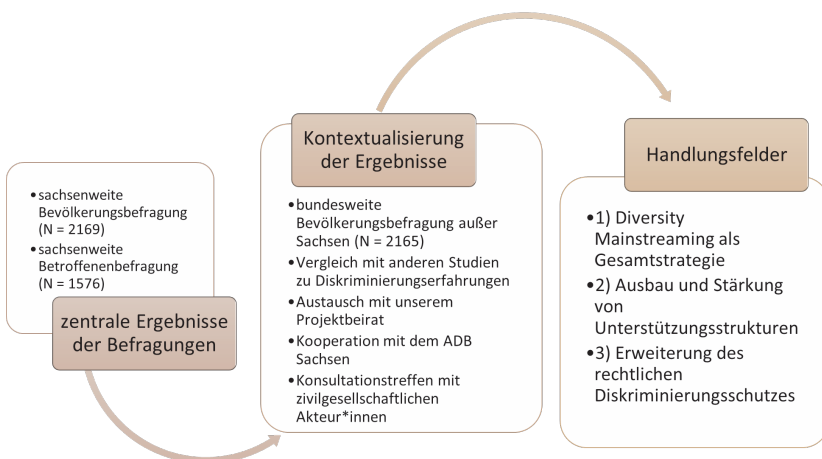 •sachsenweite
Bevölkerungsbefragung
(N = 2169)
•sachsenweite
Betroffenenbefragung
(N = 1576)
zentrale Ergebnisse
der Befragungen
Kontextualisierung
der Ergebnisse
•bundesweite
Bevölkerungsbefragung außer
Sachsen (N = 2165)
•Vergleich mit anderen Studien
zu Diskriminierungserfahrungen
•Austausch mit unserem
Projektbeirat
•Kooperation mit dem ADB
Sachsen
•Konsultationstreffen mit
zivilgesellschaftlichen
Akteur*innen
Handlungsfelder
•1) Diversity
Mainstreaming als
Gesamtstrategie
•2) Ausbau und Stärkung
von
Unterstützungsstrukturen
•3) Erweiterung des
rechtlichen
Diskriminierungsschutzes